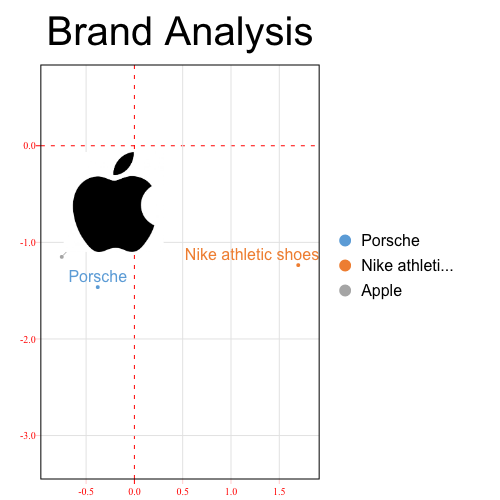 Brand Analysis
0.0
-1.0
-2.0
-3.0
Nike athletic shoes
Porsche
-0.5 0.0 0.5 1.0 1.5
Porsche
Nike athleti...
Apple